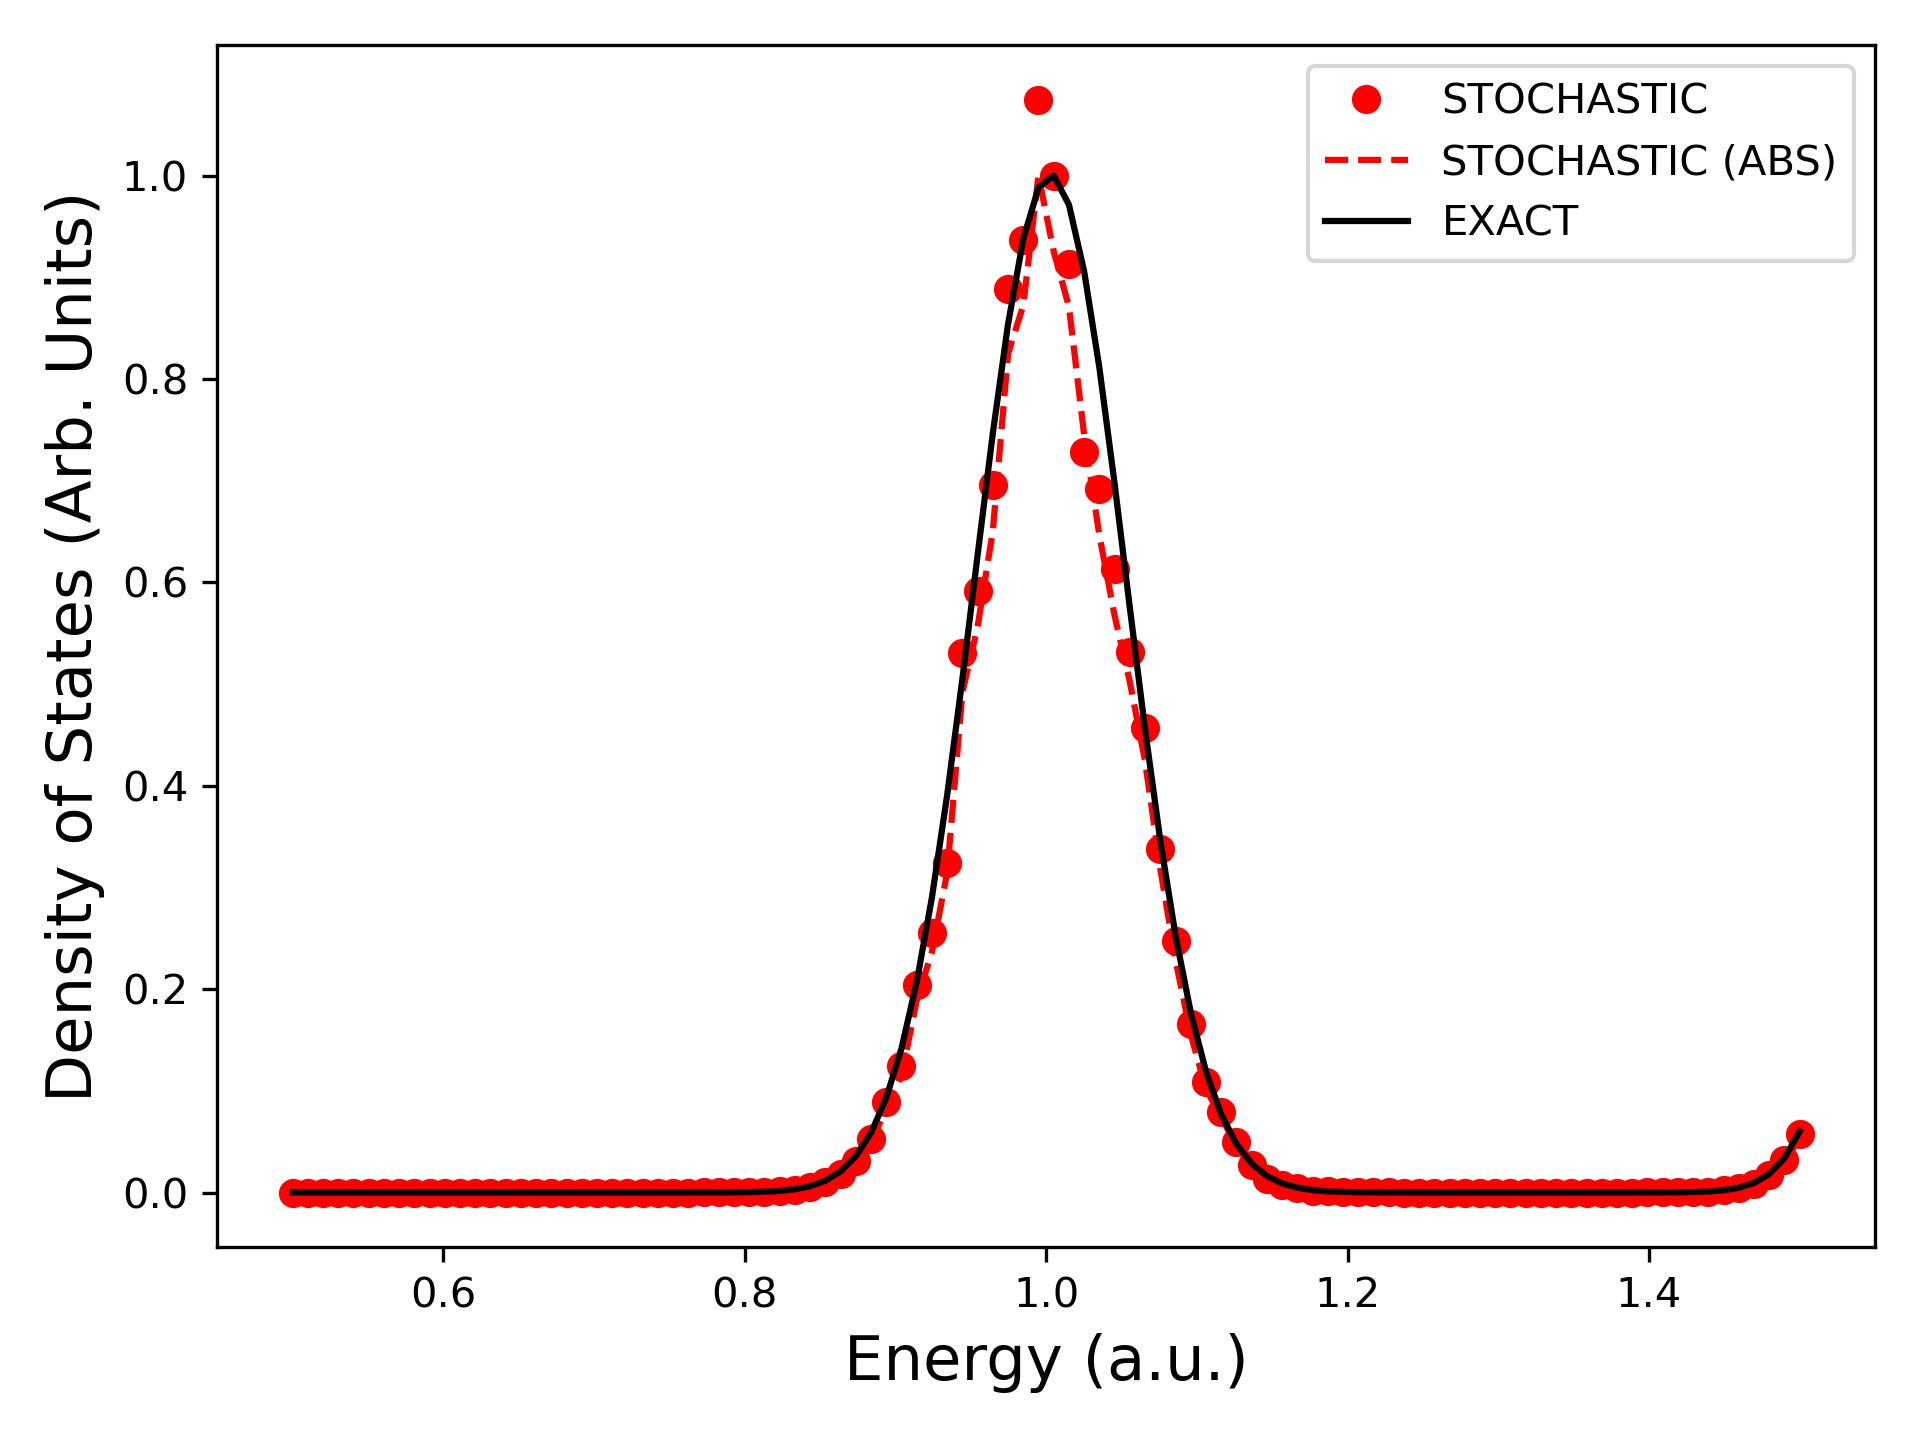 STOCHASTIC
STOCHASTIC (ABS)
EXACT
Density of States (Arb. Units)
1.0
0.8
0.6
0.4
0.2
0.0
0.6 0.8 1.0 1.2 1.4
Energy (a.u.)